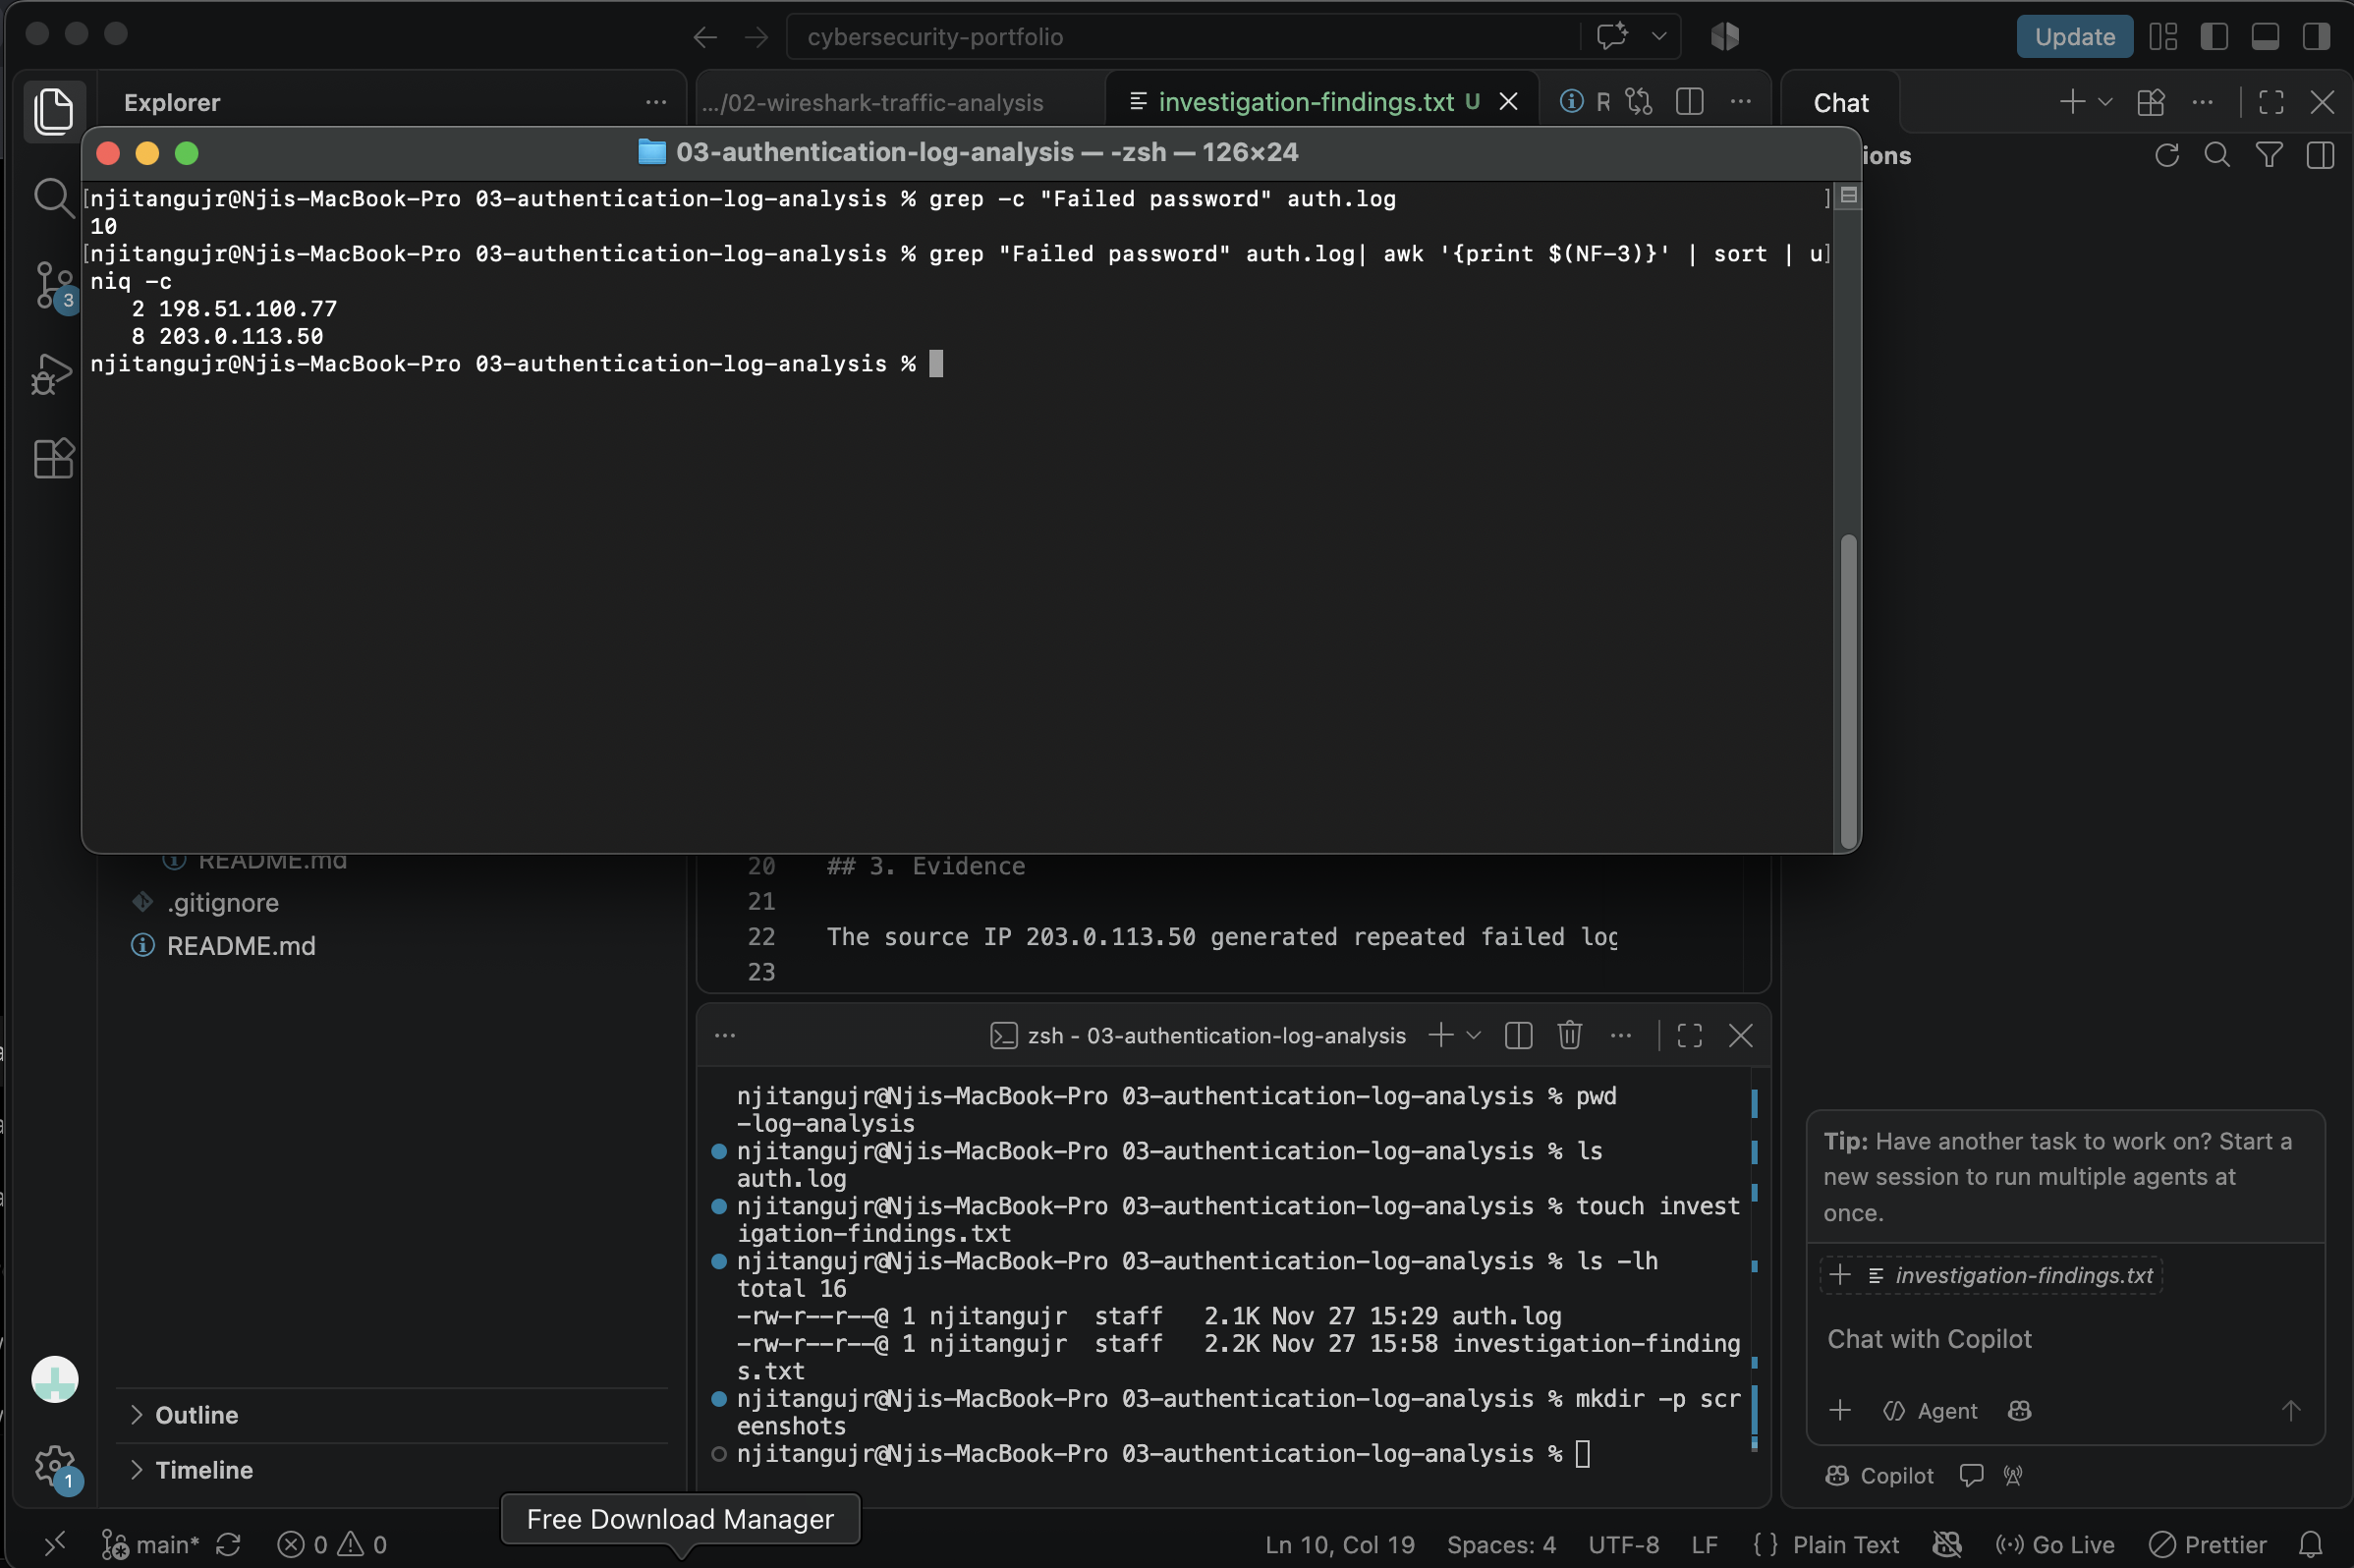 cybersecurity-portfolio
Update
Explorer
.../02-wireshark-traffic-analysis
investigation-findings.txt U
R
Chat
03-authentication-log-analysis — -zsh — 126×24
ions
[njitangujr@Njis-MacBook-Pro 03-authentication-log-analysis % grep -c "Failed password" auth.log ]
10
[njitangujr@Njis-MacBook-Pro 03-authentication-log-analysis % grep "Failed password" auth.log| awk '{print $(NF-3)}' | sort | u]
niq -c
2 198.51.100.77
8 203.0.113.50
njitangujr@Njis-MacBook-Pro 03-authentication-log-analysis %
3
README.md
.gitignore
README.md
20 ## 3. Evidence
21
22 The source IP 203.0.113.50 generated repeated failed log
23
zsh - 03-authentication-log-analysis
njitangujr@Njis-MacBook-Pro 03-authentication-log-analysis % pwd
-log-analysis
njitangujr@Njis-MacBook-Pro 03-authentication-log-analysis % ls
auth.log
njitangujr@Njis-MacBook-Pro 03-authentication-log-analysis % touch invest
igation-findings.txt
njitangujr@Njis-MacBook-Pro 03-authentication-log-analysis % ls -lh
total 16
-rw-r--r--@ 1 njitangujr staff 2.1K Nov 27 15:29 auth.log
-rw-r--r--@ 1 njitangujr staff 2.2K Nov 27 15:58 investigation-finding
s.txt
njitangujr@Njis-MacBook-Pro 03-authentication-log-analysis % mkdir -p scr
eenshots
njitangujr@Njis-MacBook-Pro 03-authentication-log-analysis %
Tip: Have another task to work on? Start a
new session to run multiple agents at
once.
investigation-findings.txt
Chat with Copilot
Agent
Copilot
Outline
Timeline
1
Free Download Manager
main*
0
0
Ln 10, Col 19
Spaces: 4
UTF-8
LF
{ } Plain Text
Go Live
Prettier